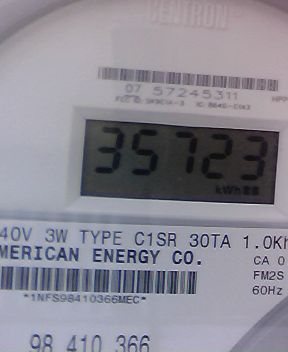 CENTRON
07 57245311
35723
kWh
40V 3W TYPE C1SR 30TA 1.0Kh
MERICAN ENERGY CO.
CA 0
FM2S
60Hz
*1NFS98410366MEC*
98 410 366